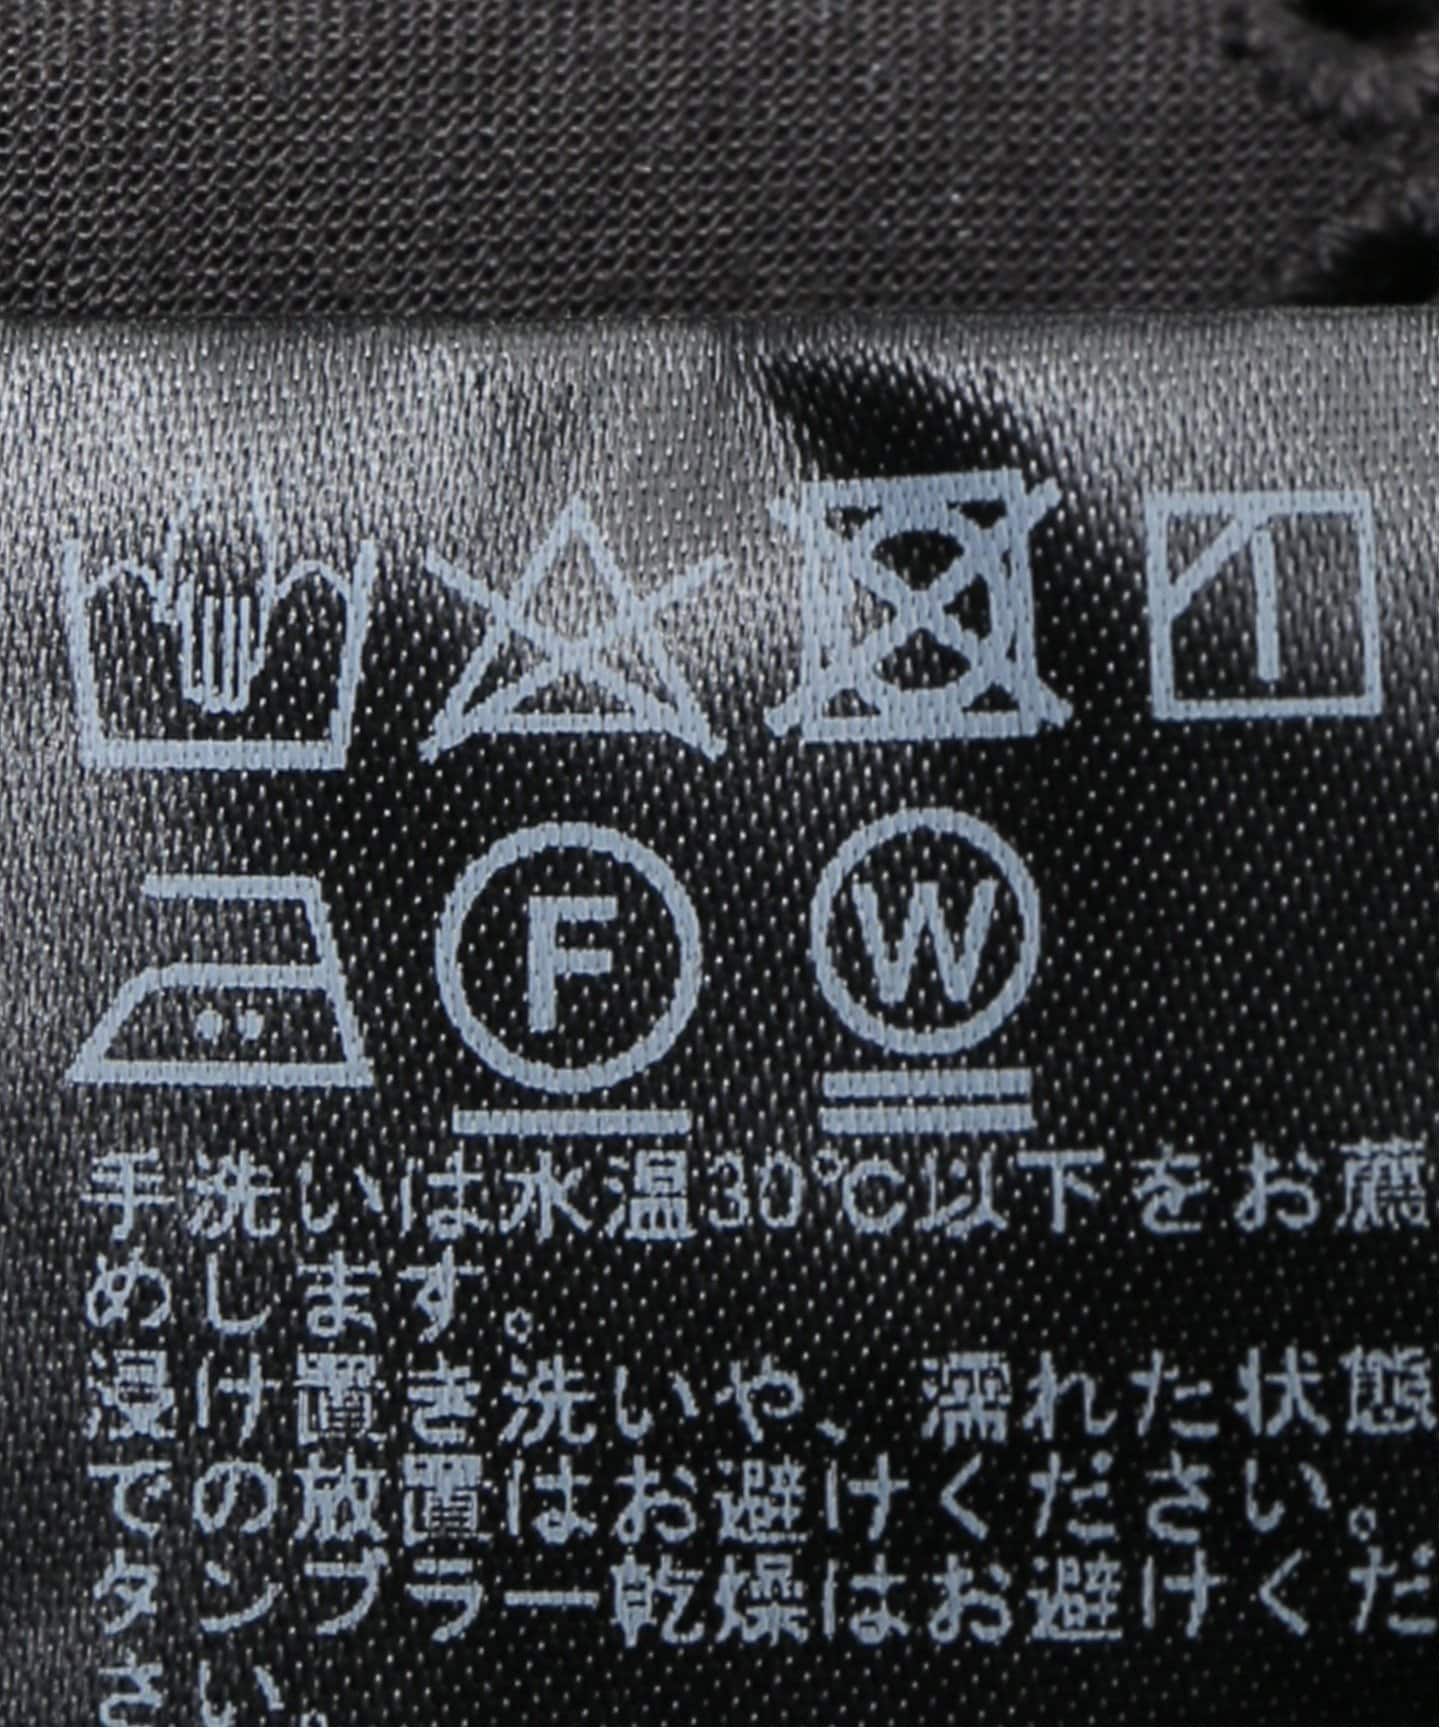 F W
手洗いは水温30℃以下をお薦
めします。
浸け置き洗いや、濡れた状態
での放置はお避けください。
タンブラー乾燥はお避けくだ
さい。